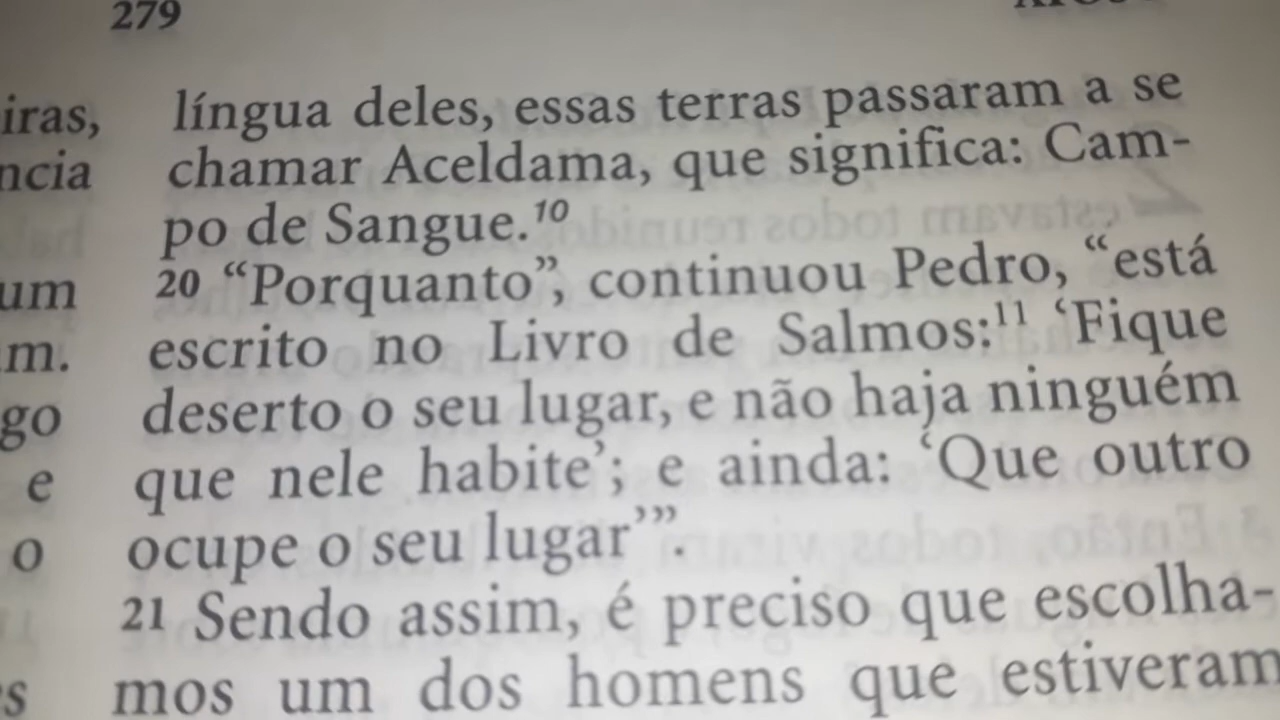 279
iras,
ncia
um
m.
go
e
o
s
língua deles, essas terras passaram a se
chamar Aceldama, que significa: Cam-
po de Sangue.10
20 “Porquanto”, continuou Pedro, “está
escrito no Livro de Salmos:11 ‘Fique
deserto o seu lugar, e não haja ninguém
que nele habite’; e ainda: ‘Que outro
ocupe o seu lugar’”.
21 Sendo assim, é preciso que escolha-
mos um dos homens que estiveram